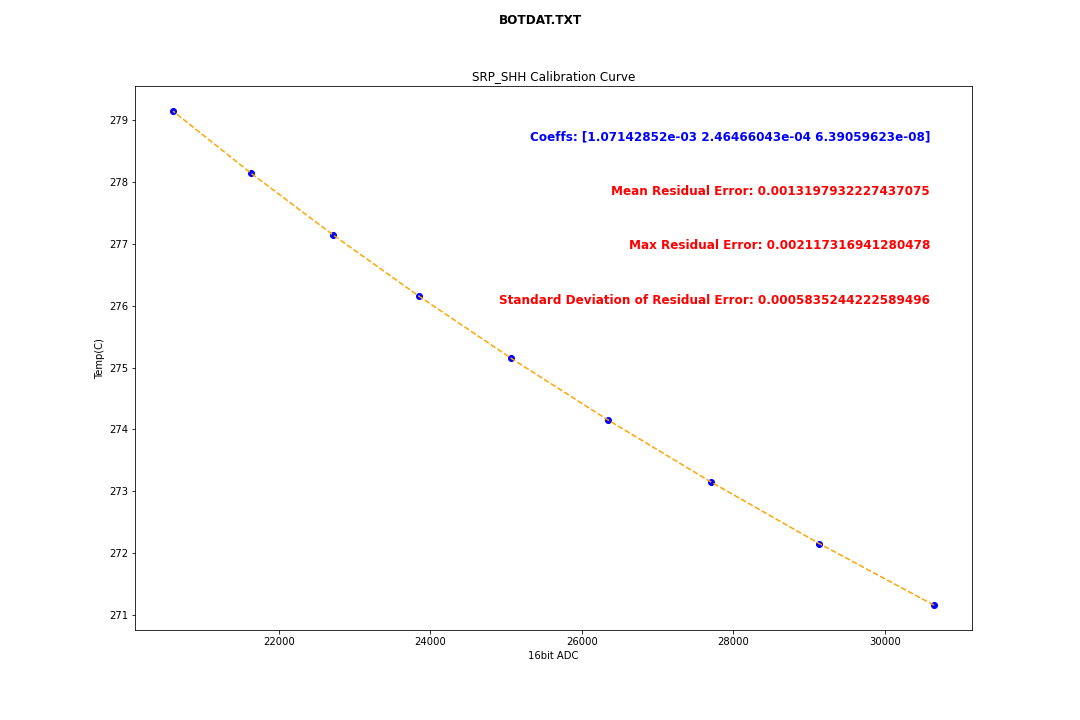 BOTDAT.TXT
SRP_SHH Calibration Curve
Coeffs: [1.07142852e-03 2.46466043e-04 6.39059623e-08]
Mean Residual Error: 0.0013197932227437075
Max Residual Error: 0.002117316941280478
Standard Deviation of Residual Error: 0.0005835244222589496
Temp(C)
279
278
277
276
275
274
273
272
271
22000
24000
26000
28000
30000
16bit ADC